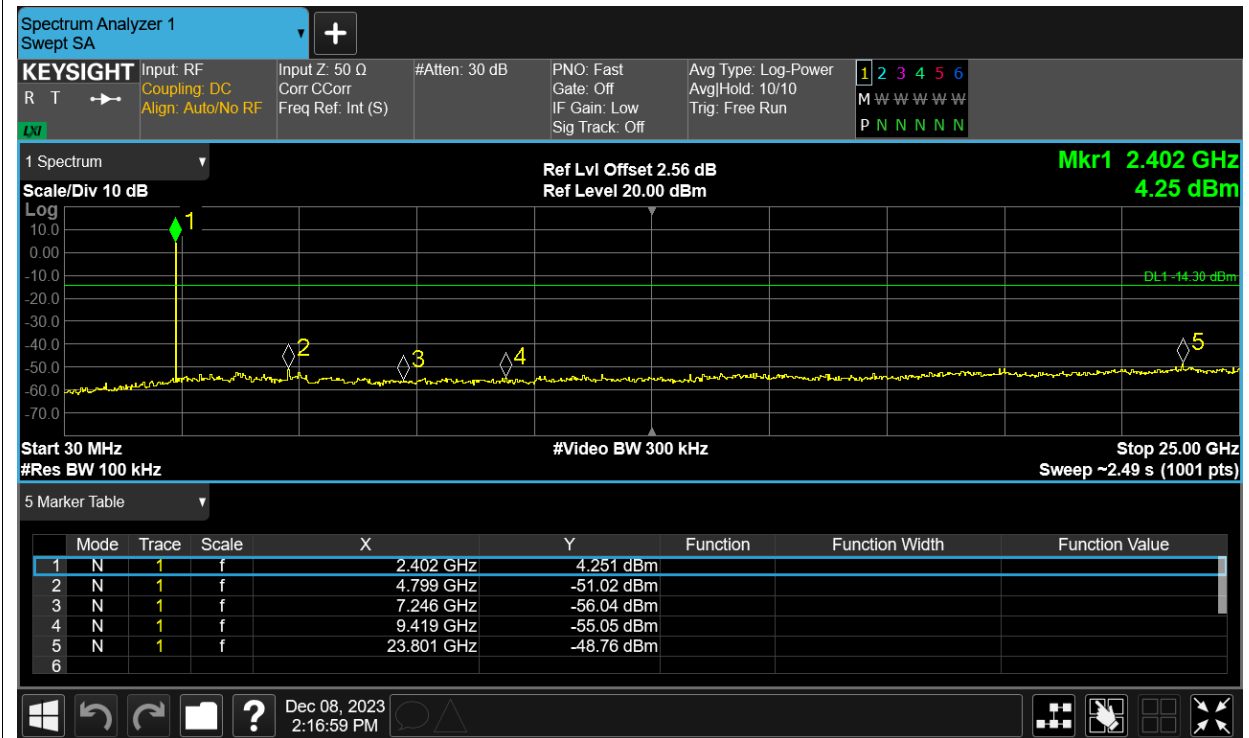 Spectrum Analyzer 1
Swept SA
KEYSIGHT
R T
LXI
Input: RF
Coupling: DC
Align: Auto/No RF
Input Z: 50 Ω
Corr CCorr
Freq Ref: Int (S)
#Atten: 30 dB
PNO: Fast
Gate: Off
IF Gain: Low
Sig Track: Off
Avg Type: Log-Power
Avg|Hold: 10/10
Trig: Free Run
1 2 3 4 5 6
M W W W W W
P N N N N N
1 Spectrum
Scale/Div 10 dB
Ref Lvl Offset 2.56 dB
Ref Level 20.00 dBm
Mkr1 2.402 GHz
4.25 dBm
Log
10.0
0.00
-10.0
-20.0
-30.0
-40.0
-50.0
-60.0
-70.0
1
2
3
4
5
DL1 -14.30 dBm
Start 30 MHz
#Res BW 100 kHz
#Video BW 300 kHz
Stop 25.00 GHz
Sweep ~2.49 s (1001 pts)
5 Marker Table
Mode Trace Scale X Y Function Function Width Function Value
1 N 1 f 2.402 GHz 4.251 dBm
2 N 1 f 4.799 GHz -51.02 dBm
3 N 1 f 7.246 GHz -56.04 dBm
4 N 1 f 9.419 GHz -55.05 dBm
5 N 1 f 23.801 GHz -48.76 dBm
6
?
Dec 08, 2023
2:16:59 PM